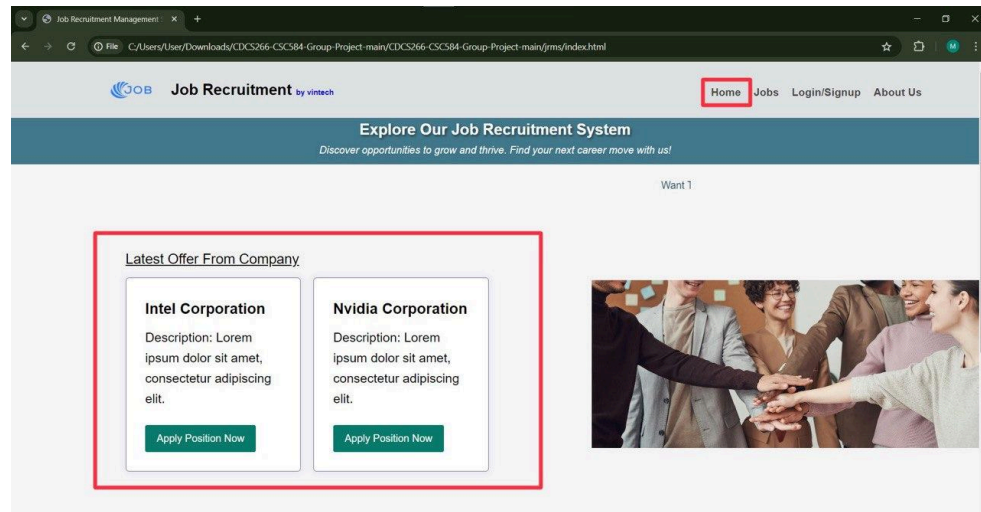 Job Recruitment Management
File C:/Users/User/Downloads/CDCS266-CSC584-Group-Project-main/CDCS266-CSC584-Group-Project-main/jrms/index.html
M
JOB Job Recruitment by vintech Home Jobs Login/Signup About Us
Explore Our Job Recruitment System
Discover opportunities to grow and thrive. Find your next career move with us!
Want T
Latest Offer From Company
Intel Corporation
Description: Lorem
ipsum dolor sit amet,
consectetur adipiscing
elit.
Apply Position Now
Nvidia Corporation
Description: Lorem
ipsum dolor sit amet,
consectetur adipiscing
elit.
Apply Position Now